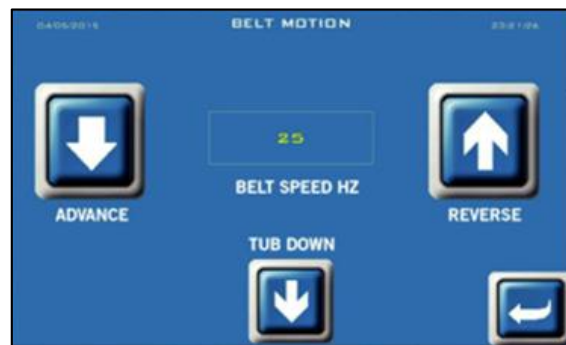 BELT MOTION
25
BELT SPEED HZ
ADVANCE
REVERSE
TUB DOWN